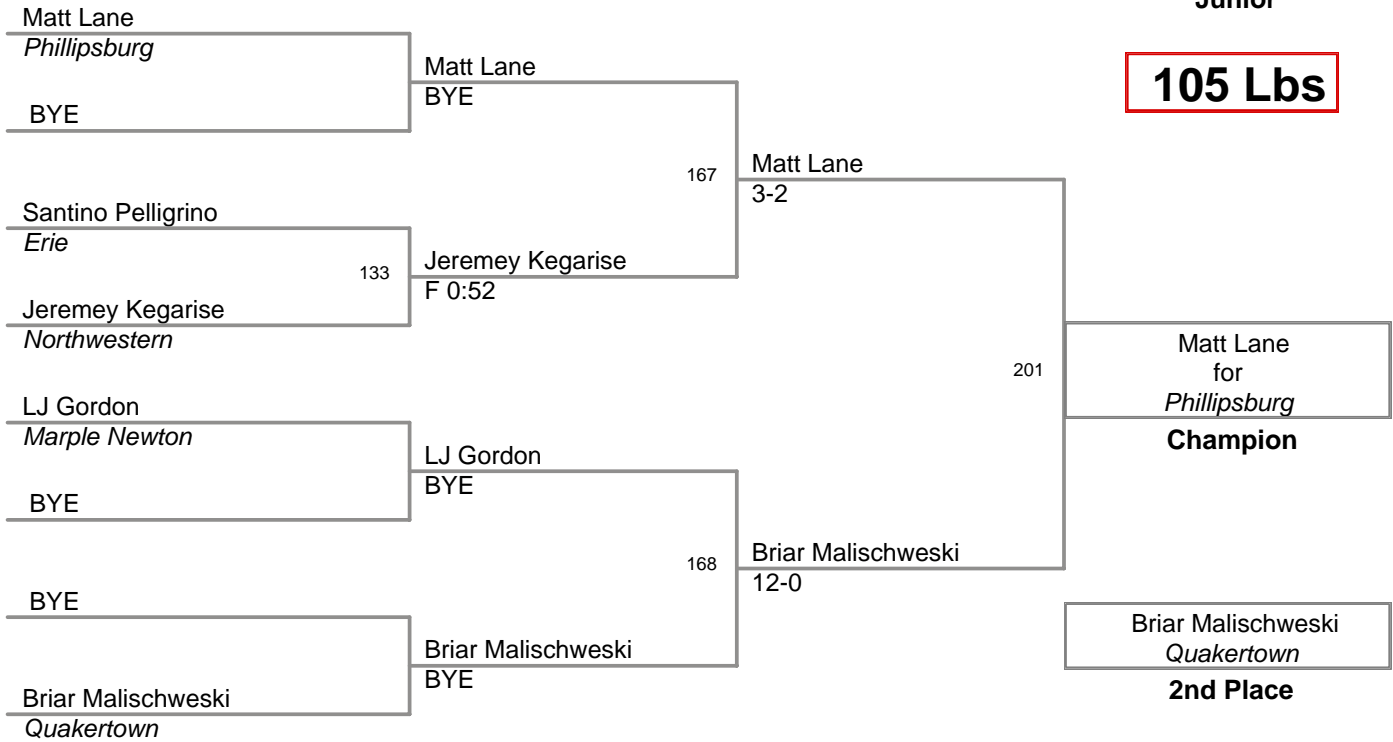 Junior
105 Lbs
Matt Lane
Phillipsburg
BYE
Santino Pelligrino
Erie
133
Jeremey Kegarise
Northwestern
LJ Gordon
Marple Newton
BYE
BYE
Briar Malischweski
Quakertown
Matt Lane
BYE
167
Jeremey Kegarise
F 0:52
LJ Gordon
BYE
168
Briar Malischweski
BYE
Matt Lane
3-2
201
Briar Malischweski
12-0
Matt Lane
for
Phillipsburg
Champion
Briar Malischweski
Quakertown
2nd Place